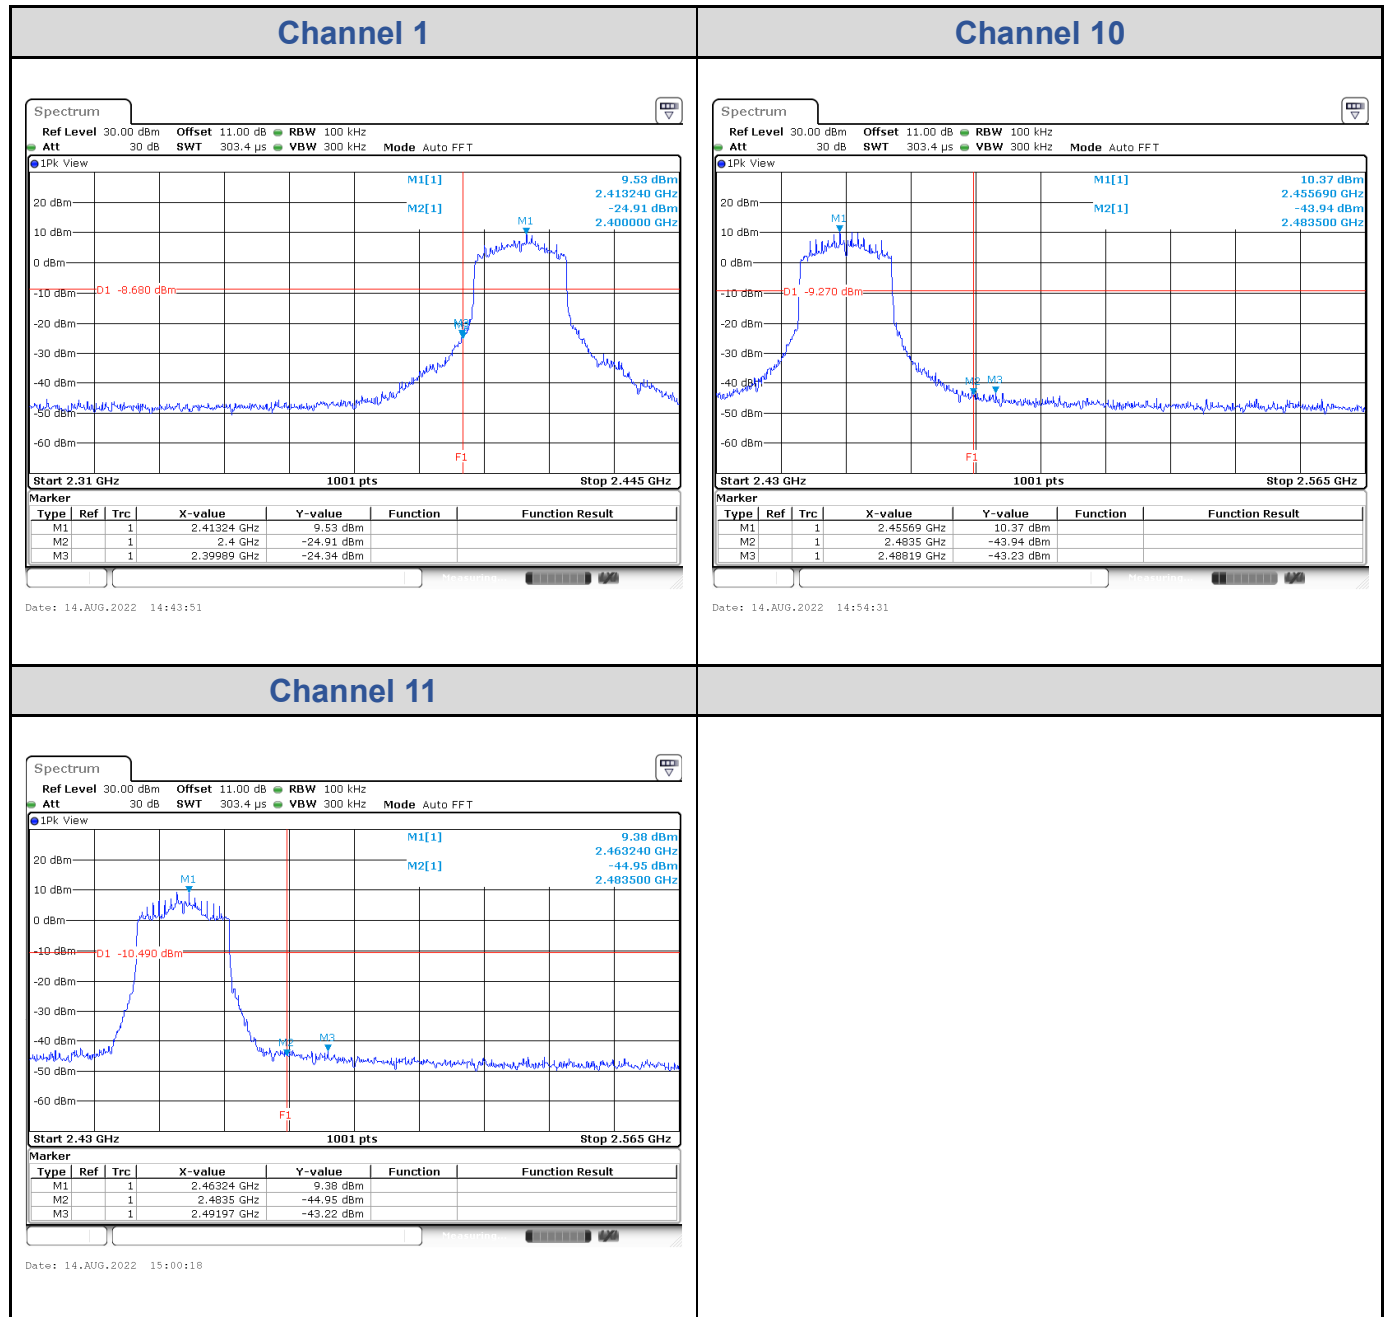 Channel 1
Channel 10
Spectrum
Ref Level 30.00 dBm Offset 11.00 dB RBW 100 kHz
Att 30 dB SWT 303.4 µs VBW 300 kHz Mode Auto FFT
1Pk View
M1[1] 9.53 dBm
2.413240 GHz
M2[1] -24.91 dBm
2.400000 GHz
20 dBm
M1
10 dBm
0 dBm
-10 dBm
D1 -8.680 dBm
-20 dBm
-30 dBm
-40 dBm
-50 dBm
-60 dBm
F1
Start 2.31 GHz 1001 pts Stop 2.445 GHz
Marker
Type Ref Trc X-value Y-value Function Function Result
M1 1 2.41324 GHz 9.53 dBm
M2 1 2.4 GHz -24.91 dBm
M3 1 2.39989 GHz -24.34 dBm
Measuring
Date: 14.AUG.2022 14:43:51
Spectrum
Ref Level 30.00 dBm Offset 11.00 dB RBW 100 kHz
Att 30 dB SWT 303.4 µs VBW 300 kHz Mode Auto FFT
1Pk View
M1[1] 10.37 dBm
2.455690 GHz
M2[1] -43.94 dBm
2.483500 GHz
20 dBm
M1
10 dBm
0 dBm
-10 dBm
D1 -9.270 dBm
-20 dBm
-30 dBm
-40 dBm
M2 M3
-50 dBm
-60 dBm
F1
Start 2.43 GHz 1001 pts Stop 2.565 GHz
Marker
Type Ref Trc X-value Y-value Function Function Result
M1 1 2.45569 GHz 10.37 dBm
M2 1 2.4835 GHz -43.94 dBm
M3 1 2.48819 GHz -43.23 dBm
Measuring
Date: 14.AUG.2022 14:54:31
Channel 11
Spectrum
Ref Level 30.00 dBm Offset 11.00 dB RBW 100 kHz
Att 30 dB SWT 303.4 µs VBW 300 kHz Mode Auto FFT
1Pk View
M1[1] 9.38 dBm
2.463240 GHz
M2[1] -44.95 dBm
2.483500 GHz
20 dBm
M1
10 dBm
0 dBm
-10 dBm
D1 -10.490 dBm
-20 dBm
-30 dBm
-40 dBm
M2 M3
-50 dBm
-60 dBm
F1
Start 2.43 GHz 1001 pts Stop 2.565 GHz
Marker
Type Ref Trc X-value Y-value Function Function Result
M1 1 2.46324 GHz 9.38 dBm
M2 1 2.4835 GHz -44.95 dBm
M3 1 2.49197 GHz -43.22 dBm
Measuring
Date: 14.AUG.2022 15:00:18